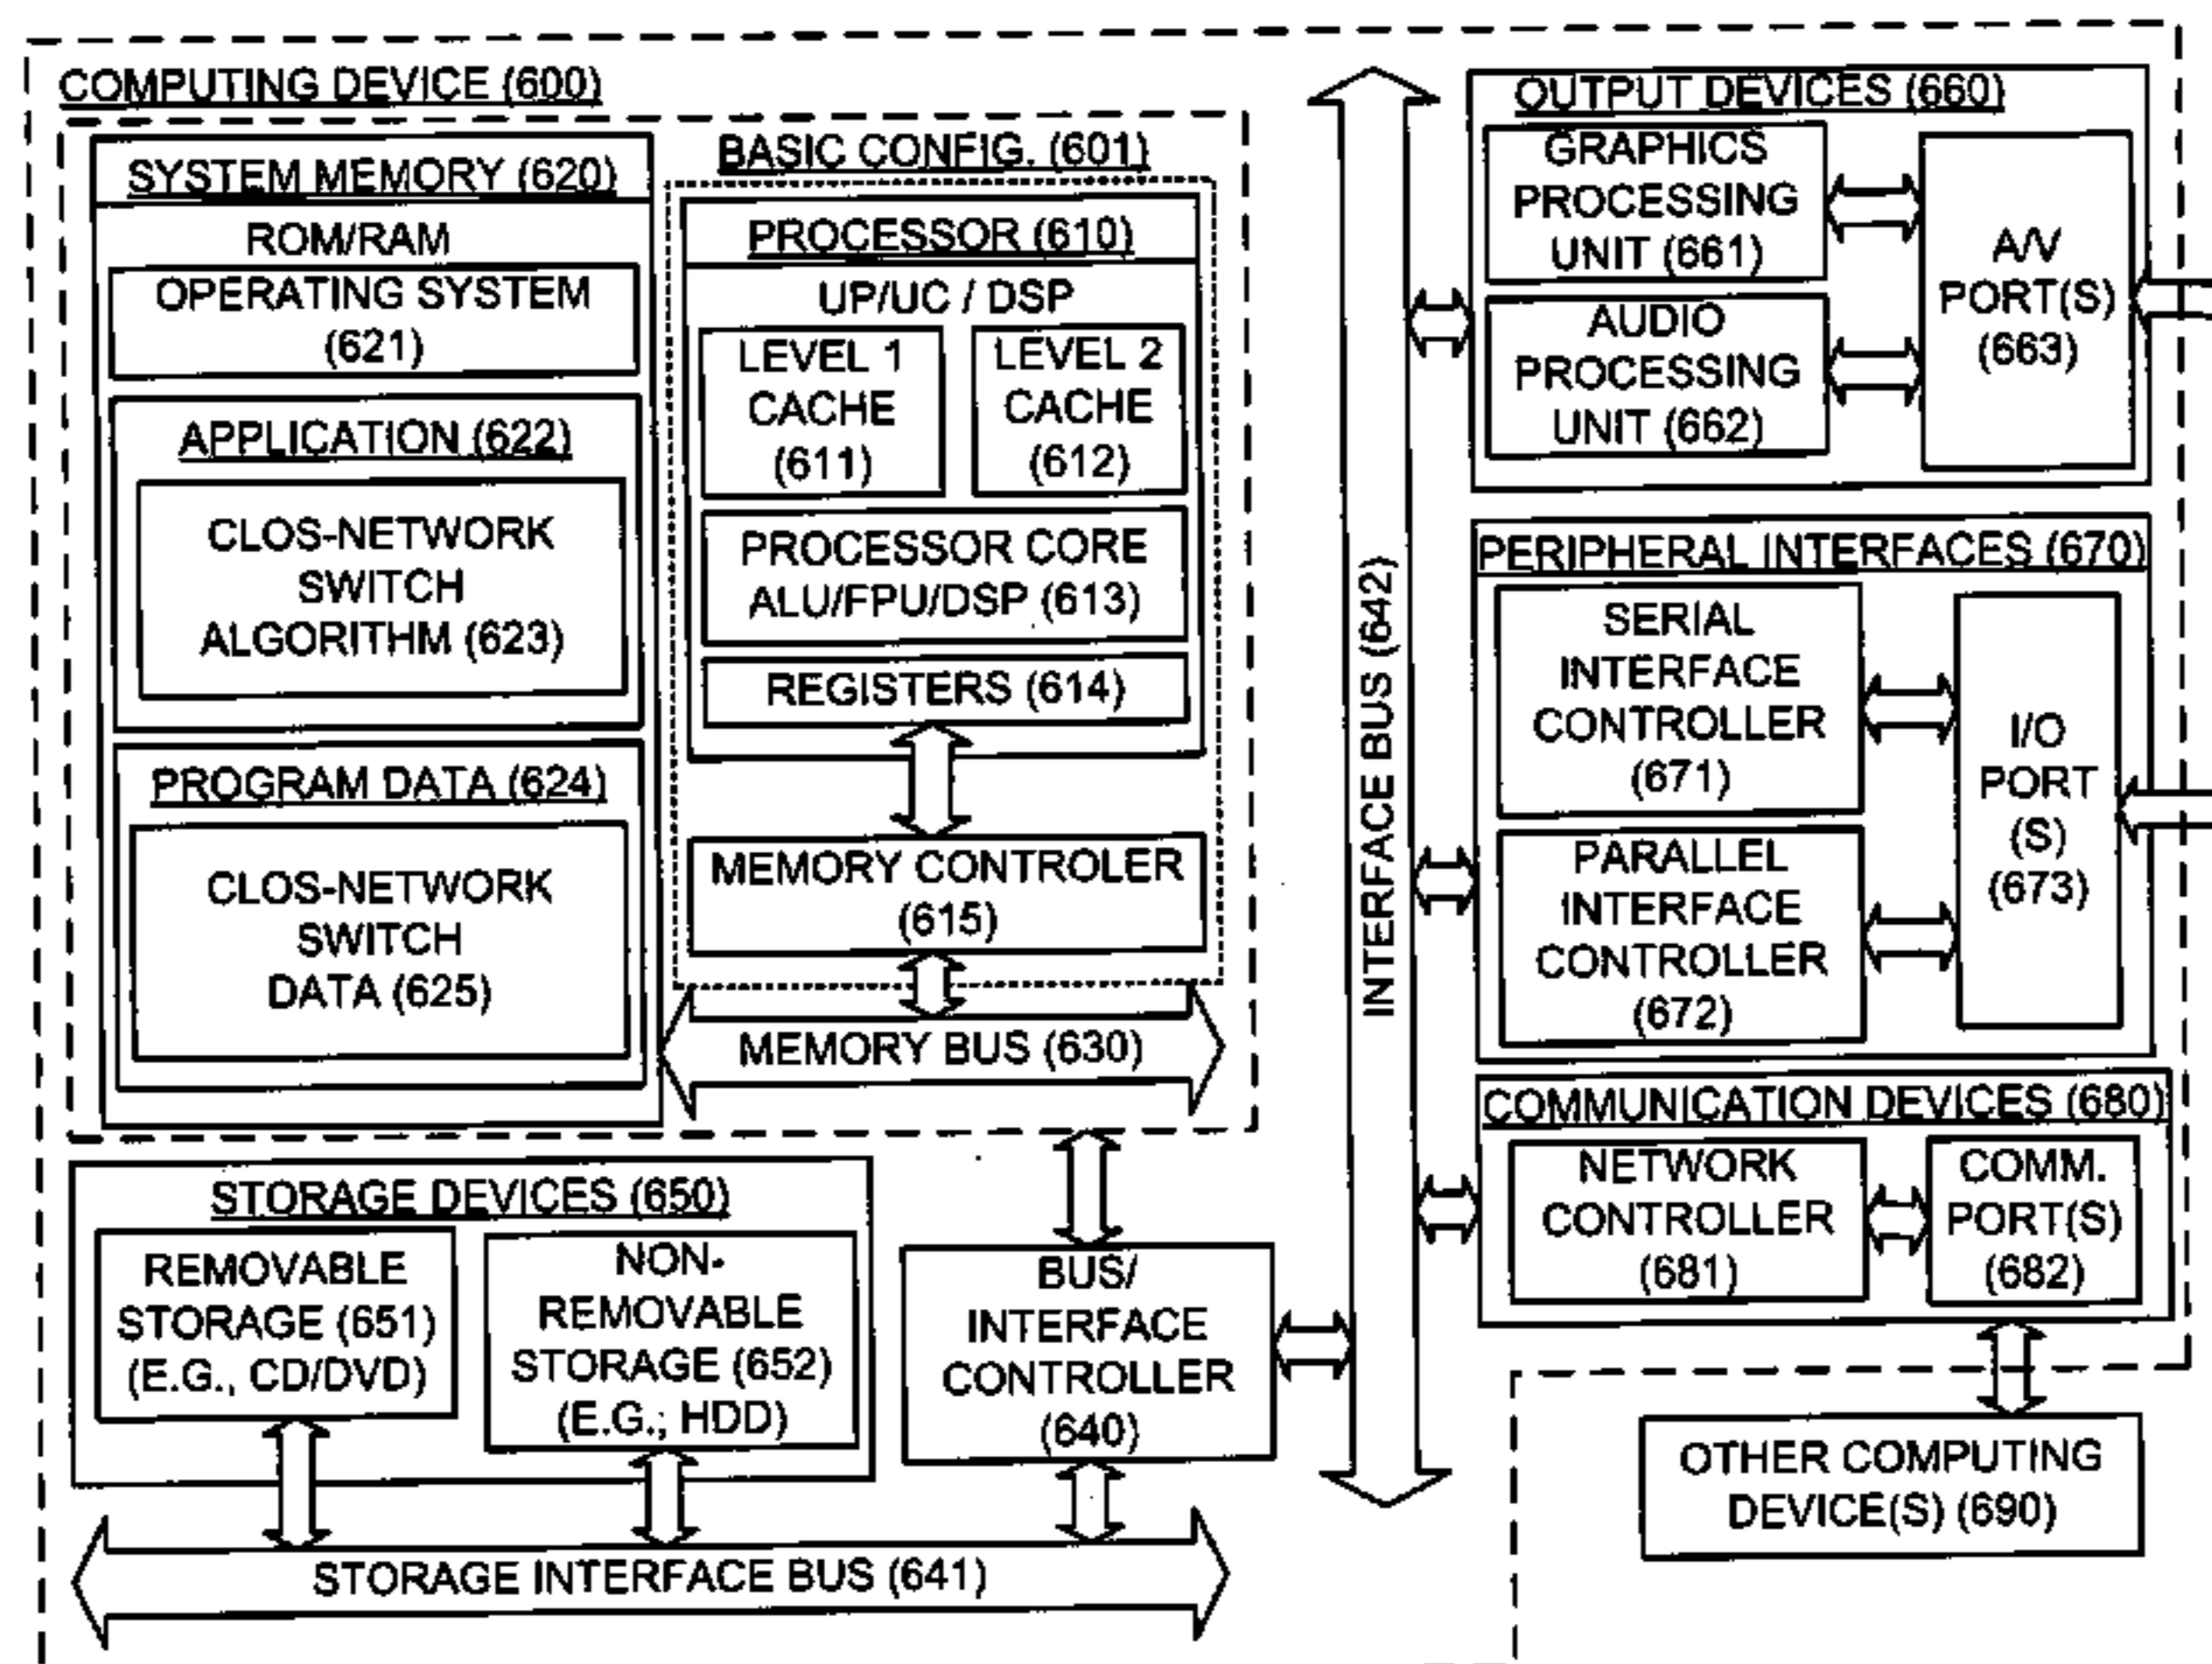 COMPUTING DEVICE (600)
BASIC CONFIG. (601)
SYSTEM MEMORY (620)
ROM/RAM
OPERATING SYSTEM
(621)
APPLICATION (622)
CLOS-NETWORK
SWITCH
ALGORITHM (623)
PROGRAM DATA (624)
CLOS-NETWORK
SWITCH
DATA (625)
PROCESSOR (610)
UP/UC / DSP
LEVEL 1
CACHE
(611)
LEVEL 2
CACHE
(612)
PROCESSOR CORE
ALU/FPU/DSP (613)
REGISTERS (614)
MEMORY CONTROLER
(615)
MEMORY BUS (630)
STORAGE DEVICES (650)
REMOVABLE
STORAGE (651)
(E.G., CD/DVD)
NON-
REMOVABLE
STORAGE (652)
(E.G.; HDD)
BUS/
INTERFACE
CONTROLLER
(640)
STORAGE INTERFACE BUS (641)
INTERFACE BUS (642)
OUTPUT DEVICES (660)
GRAPHICS
PROCESSING
UNIT (661)
AUDIO
PROCESSING
UNIT (662)
A/V
PORT(S)
(663)
PERIPHERAL INTERFACES (670)
SERIAL
INTERFACE
CONTROLLER
(671)
PARALLEL
INTERFACE
CONTROLLER
(672)
I/O
PORT
(S)
(673)
COMMUNICATION DEVICES (680)
NETWORK
CONTROLLER
(681)
COMM.
PORT(S)
(682)
OTHER COMPUTING
DEVICE(S) (690)